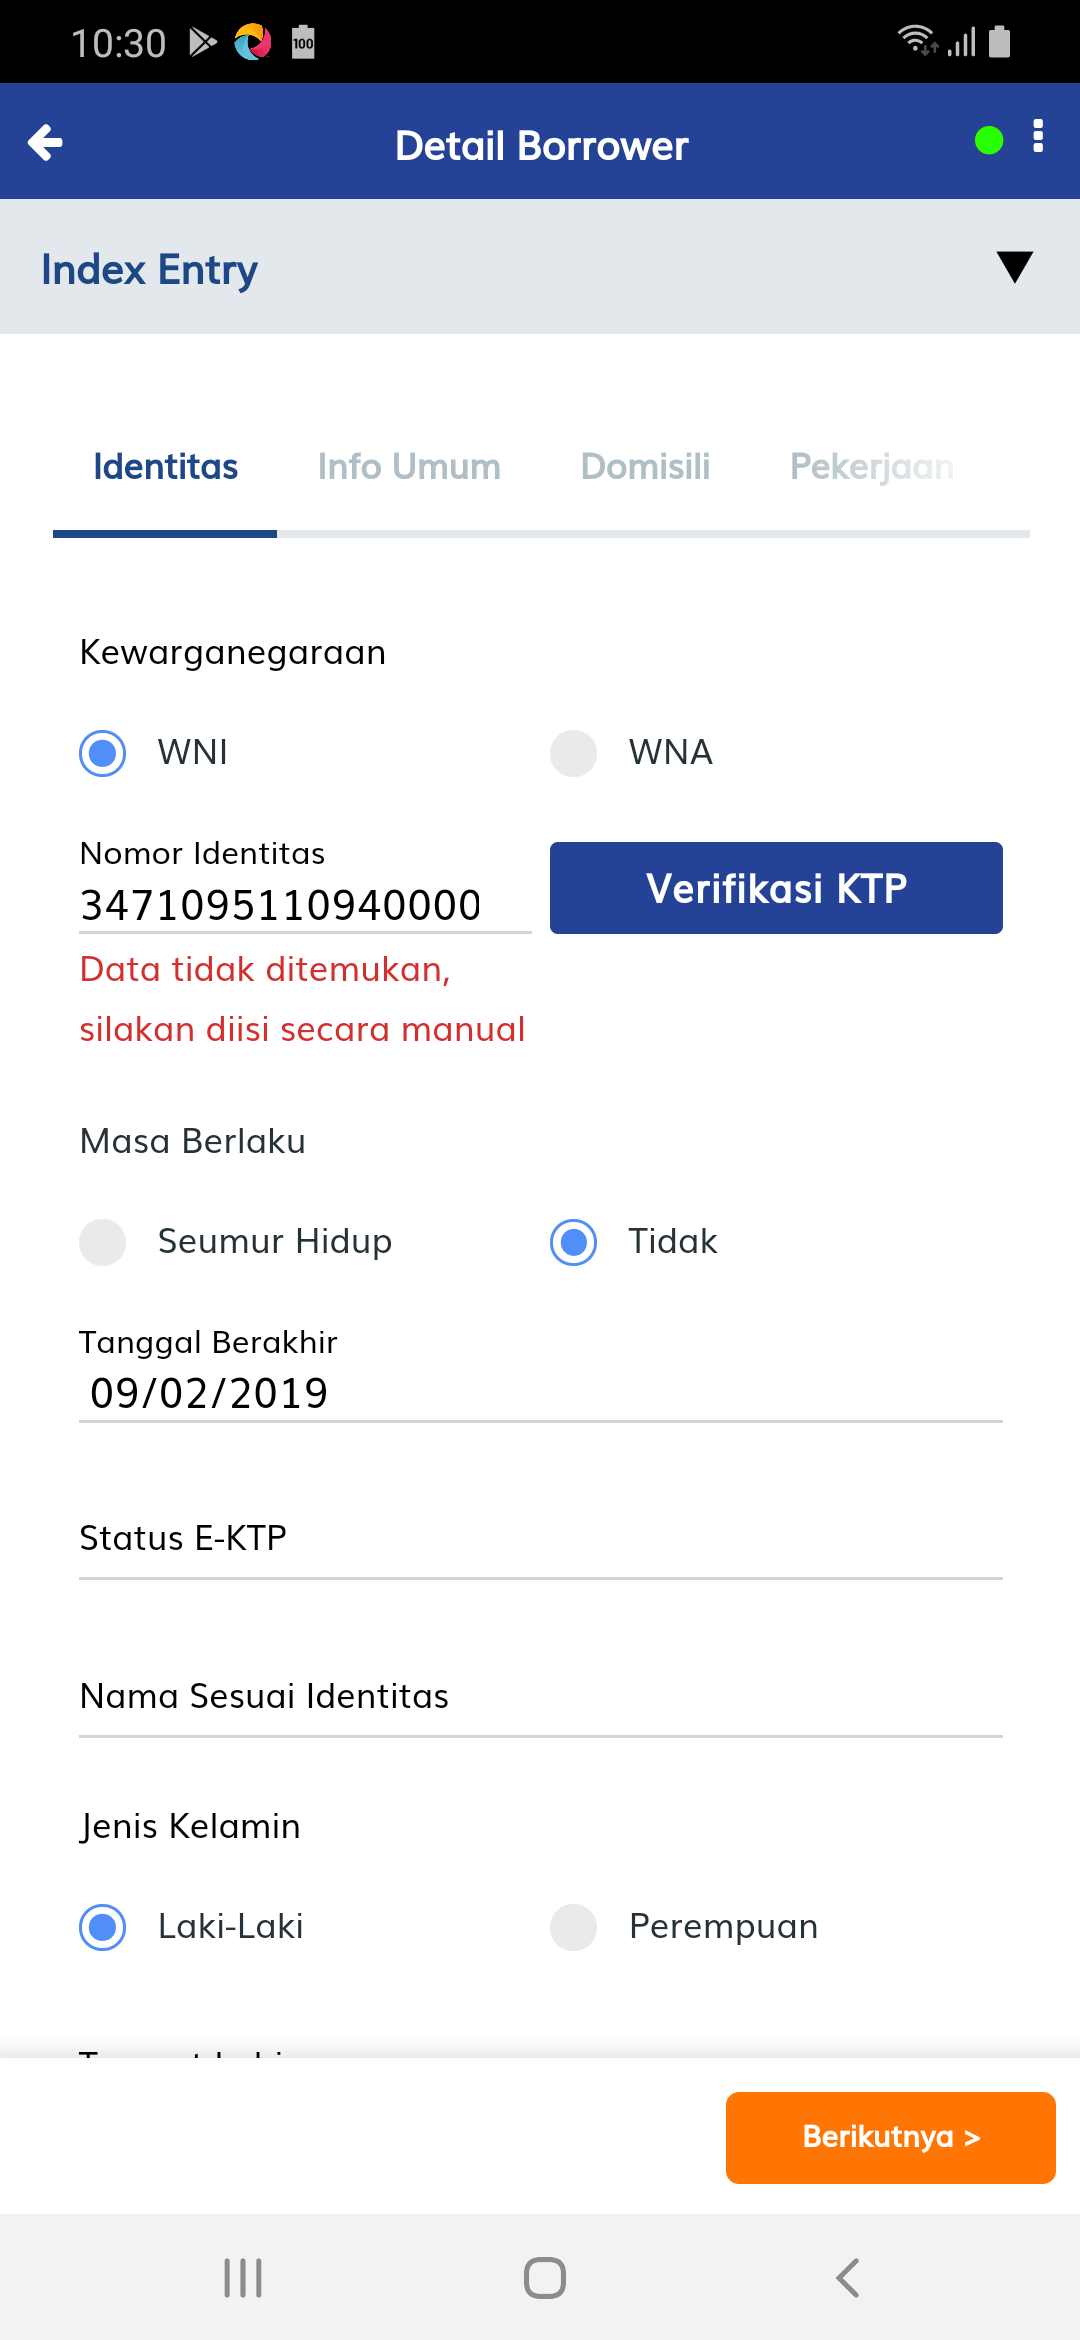 10:30
100
Detail Borrower
Index Entry
Identitas Info Umum Domisili Pekerjaan
Kewarganegaraan
WNI WNA
Nomor Identitas
3471095110940000
Verifikasi KTP
Data tidak ditemukan,
silakan diisi secara manual
Masa Berlaku
Seumur Hidup Tidak
Tanggal Berakhir
09/02/2019
Status E-KTP
Nama Sesuai Identitas
Jenis Kelamin
Laki-Laki Perempuan
Berikutnya >